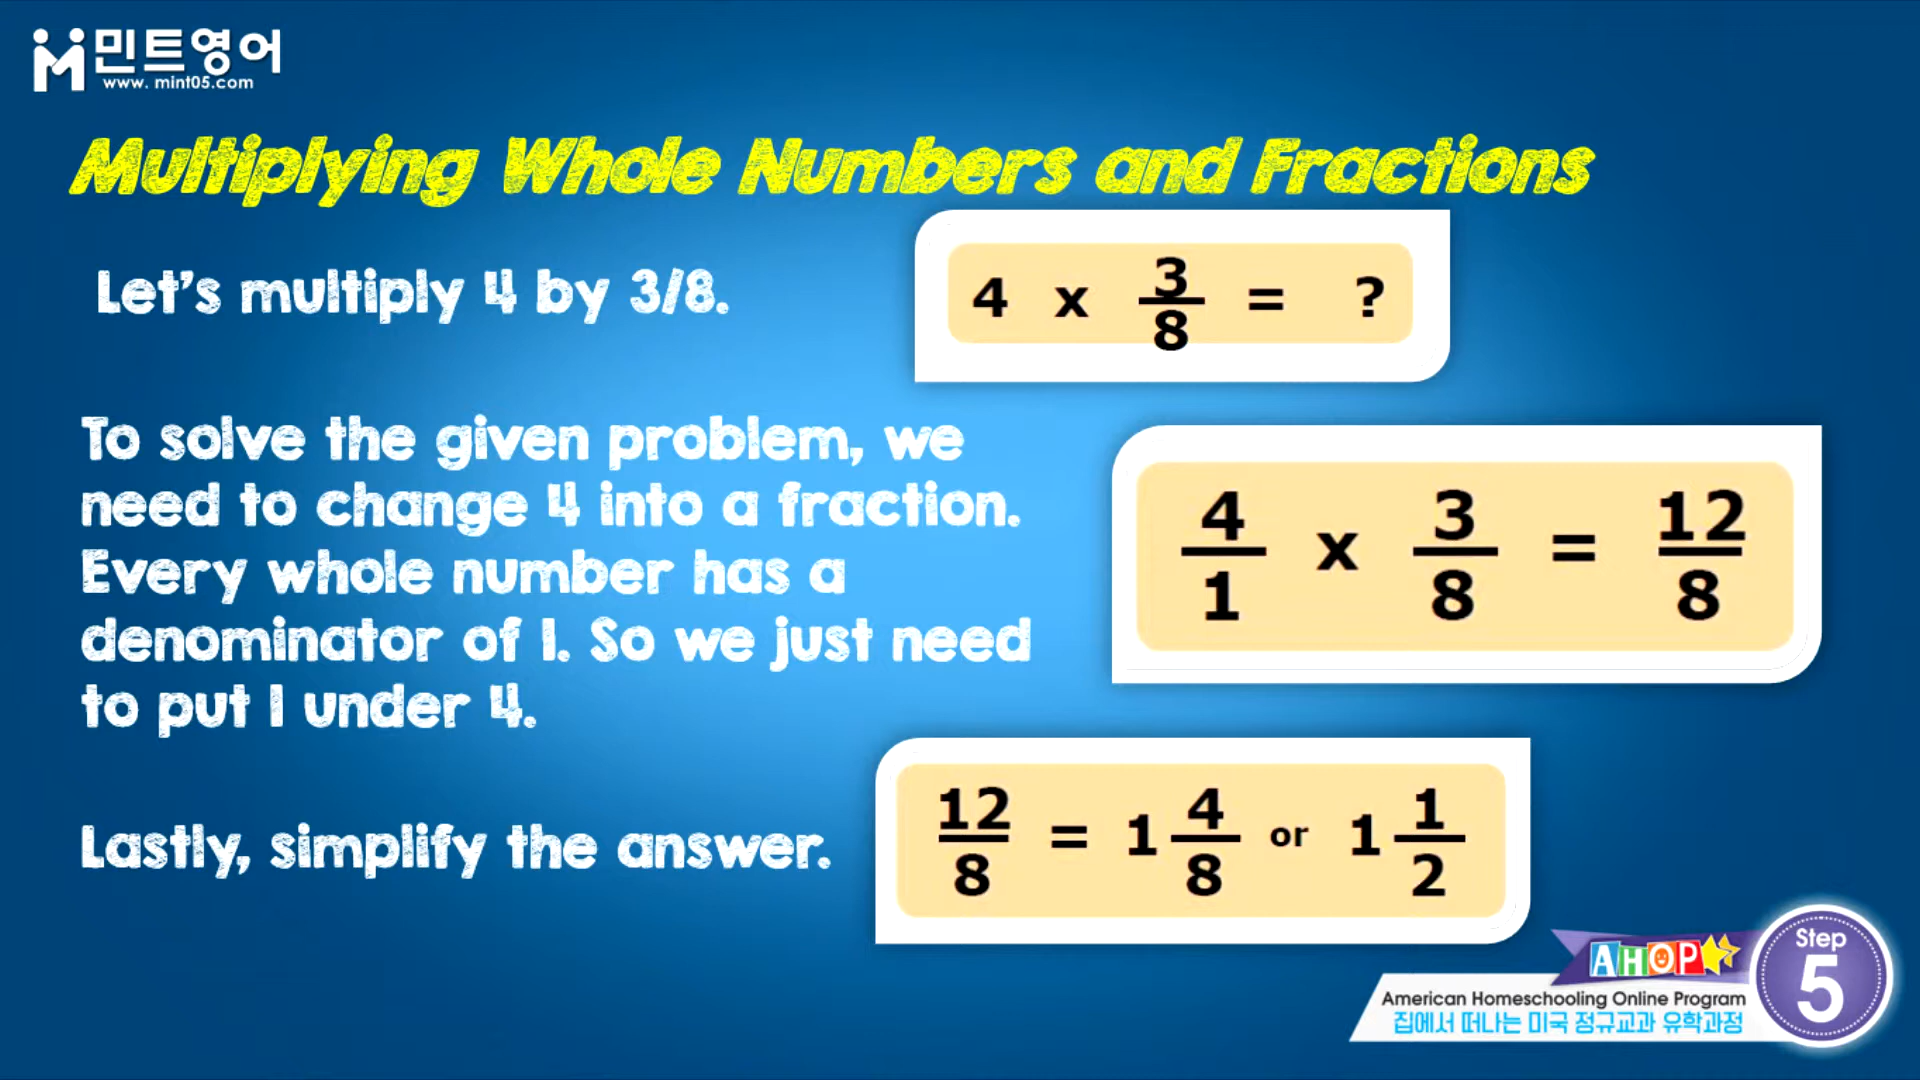 민트영어
www. mint05.com
Multiplying Whole Numbers and Fractions
Let's multiply 4 by 3/8.
4 x 3/8 = ?
To solve the given problem, we
need to change 4 into a fraction.
Every whole number has a
denominator of 1. So we just need
to put 1 under 4.
4/1 x 3/8 = 12/8
Lastly, simplify the answer.
12/8 = 1 4/8 or 1 1/2
AHOP
Step
5
American Homeschooling Online Program
집에서 떠나는 미국 정규교과 유학과정